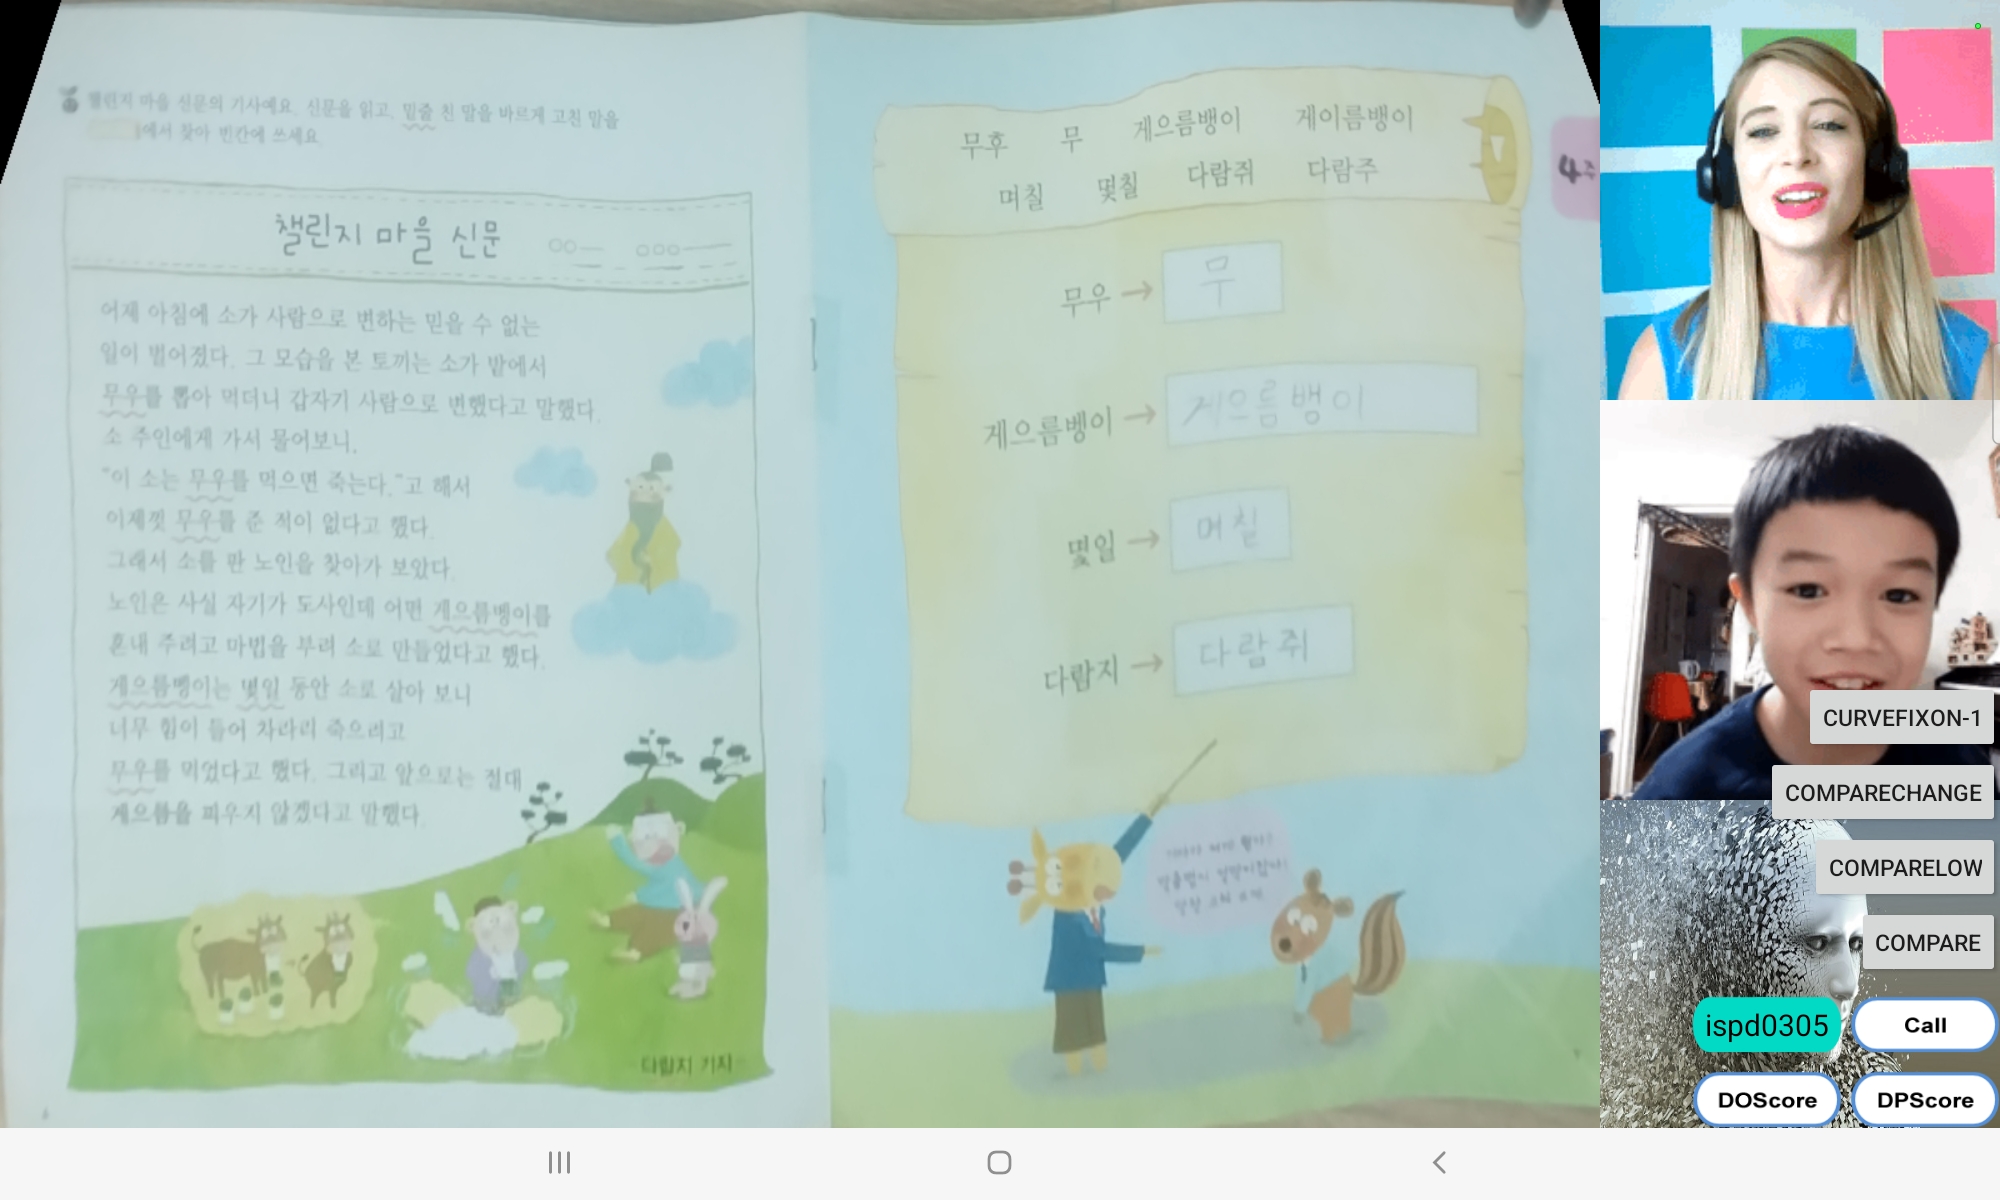 챌린지 마을 신문의 기사예요. 신문을 읽고, 밑줄 친 말을 바르게 고친 말을
에서 찾아 빈칸에 쓰세요.
챌린지 마을 신문
어제 아침에 소가 사람으로 변하는 믿을 수 없는
일이 벌어졌다. 그 모습을 본 토끼는 소가 밭에서
무우를 뽑아 먹더니 갑자기 사람으로 변했다고 말했다.
소 주인에게 가서 물어보니,
"이 소는 무우를 먹으면 죽는다."고 해서
이제껏 무우를 준 적이 없다고 했다.
그래서 소를 판 노인을 찾아가 보았다.
노인은 사실 자기가 도사인데 어떤 게으름벵이를
혼내 주려고 마법을 부려 소로 만들었다고 했다.
게으름벵이는 몇일 동안 소로 살아 보니
너무 힘이 들어 차라리 죽으려고
무우를 먹었다고 했다. 그리고 앞으로는 절대
게으름을 피우지 않겠다고 말했다.
다람지 기자
무후 무 게으름뱅이 게이름뱅이
며칠 몇칠 다람쥐 다람주
4주
무우 → 무
게으름벵이 → 게으름뱅이
몇일 → 며칠
다람지 → 다람쥐
CURVEFIXON-1
COMPARECHANGE
COMPARELOW
COMPARE
ispd0305
Call
DOScore
DPScore